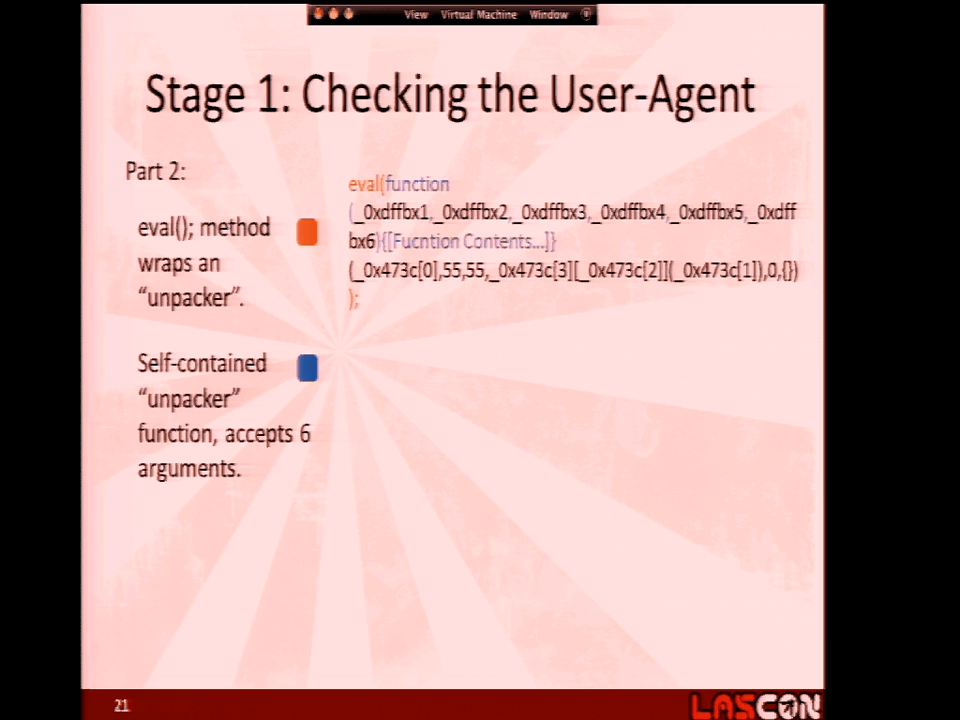 View Virtual Machine Window
Stage 1: Checking the User-Agent
Part 2:
eval(); method
wraps an
“unpacker”.
Self-contained
“unpacker”
function, accepts 6
arguments.
eval(function
(_0xdffbx1,_0xdffbx2,_0xdffbx3,_0xdffbx4,_0xdffbx5,_0xdff
bx6){[Fucntion Contents...]}
(_0x473c[0],55,55,_0x473c[3][_0x473c[2]](_0x473c[1]),0,{})
);
21
LASCON